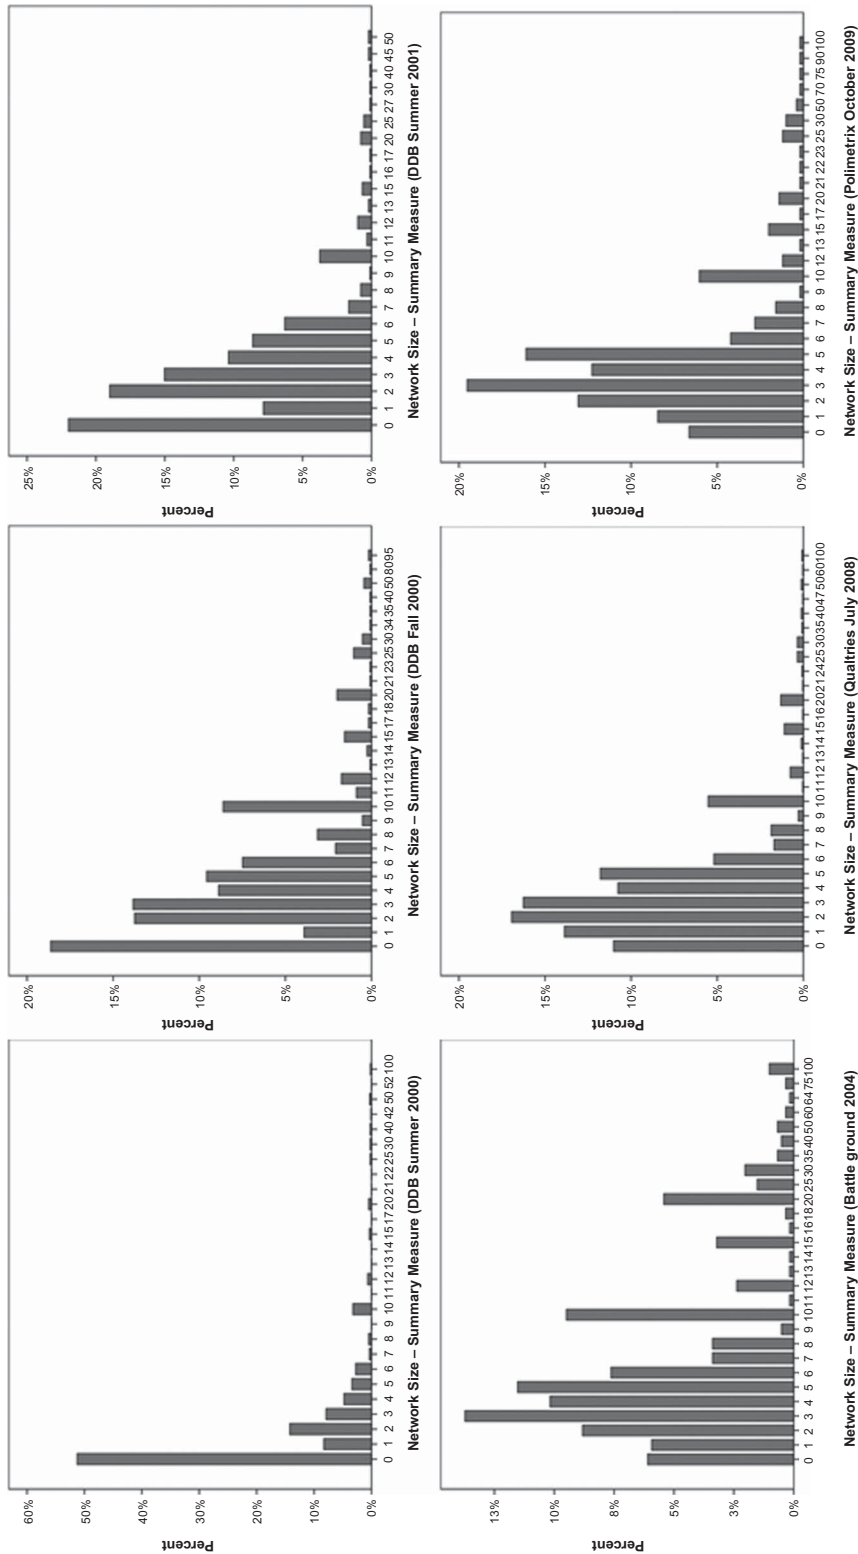 60%
50%
40%
30%
20%
10%
0%
Percent
0 1 2 3 4 5 6 7 8 9 10 11 12 13 14 15 17 20 21 22 25 30 40 42 50 52 100
Network Size – Summary Measure (DDB Summer 2000)
20%
15%
10%
5%
0%
Percent
0 1 2 3 4 5 6 7 8 9 10 11 12 13 14 15 17 18 20 21 23 25 30 34 35 40 50 80 95
Network Size – Summary Measure (DDB Fall 2000)
25%
20%
15%
10%
5%
0%
Percent
0 1 2 3 4 5 6 7 8 9 10 11 12 13 15 16 17 20 25 27 30 40 45 50
Network Size – Summary Measure (DDB Summer 2001)
13%
10%
8%
5%
3%
0%
Percent
0 1 2 3 4 5 6 7 8 9 10 11 12 13 14 15 16 18 20 25 30 35 40 50 60 64 75 100
Network Size – Summary Measure (Battle ground 2004)
20%
15%
10%
5%
0%
Percent
0 1 2 3 4 5 6 7 8 9 10 11 12 13 14 15 16 20 21 24 25 30 35 40 47 50 60 100
Network Size – Summary Measure (Qualtries July 2008)
20%
15%
10%
5%
0%
Percent
0 1 2 3 4 5 6 7 8 9 10 12 13 15 17 20 21 22 23 25 30 50 70 75 90 100
Network Size – Summary Measure (Polimetrix October 2009)